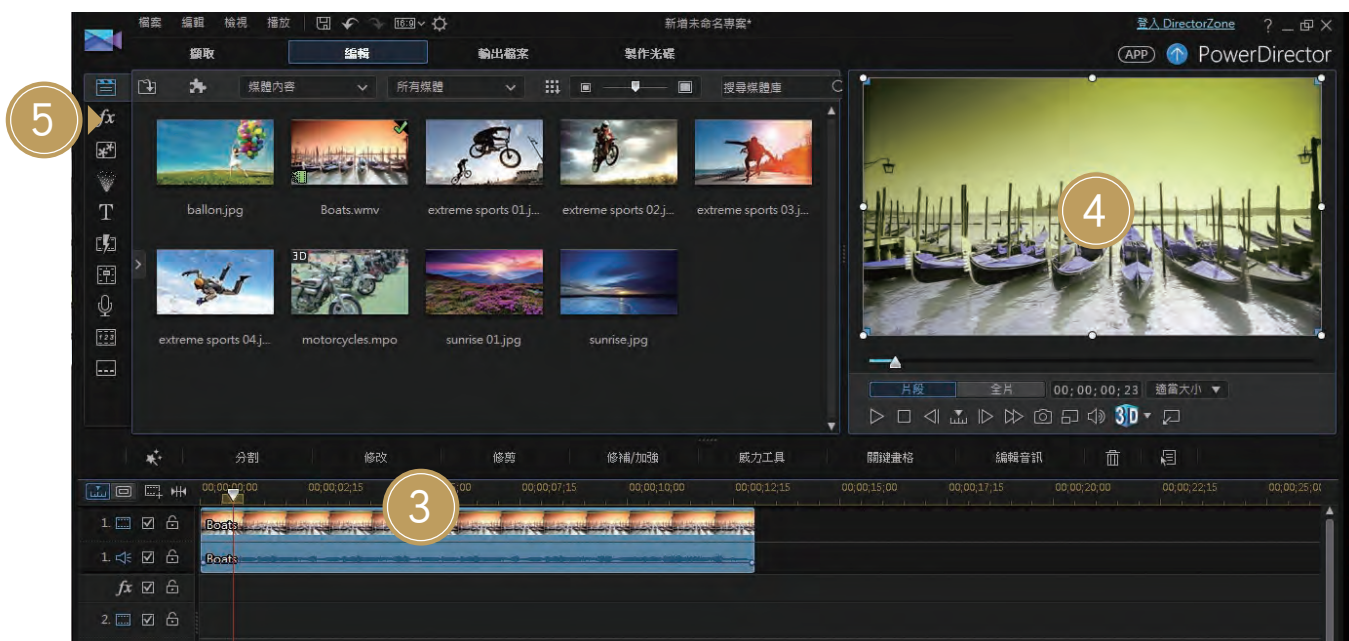 檔案 編輯 檢視 播放 16:9 新增未命名專案* 登入 DirectorZone ?
擷取 編輯 輸出檔案 製作光碟 APP PowerDirector
媒體內容 所有媒體 搜尋媒體庫
5 fx
T
ballon.jpg Boats.wmv extreme sports 01.j... extreme sports 02.j... extreme sports 03.j...
4
3D
extreme sports 04.j... motorcycles.mpo sunrise 01.jpg sunrise.jpg
123
片段 全片 00;00;00;23 適當大小
3D
分割 修改 修剪 修補/加強 威力工具 關鍵畫格 編輯音訊
00;00;00;00 00;00;02;15 5;00 00;00;07;15 00;00;10;00 00;00;12;15 00;00;15;00 00;00;17;15 00;00;20;00 00;00;22;15 00;00;25;0
3
1. Boats
1. Boats
fx
2.